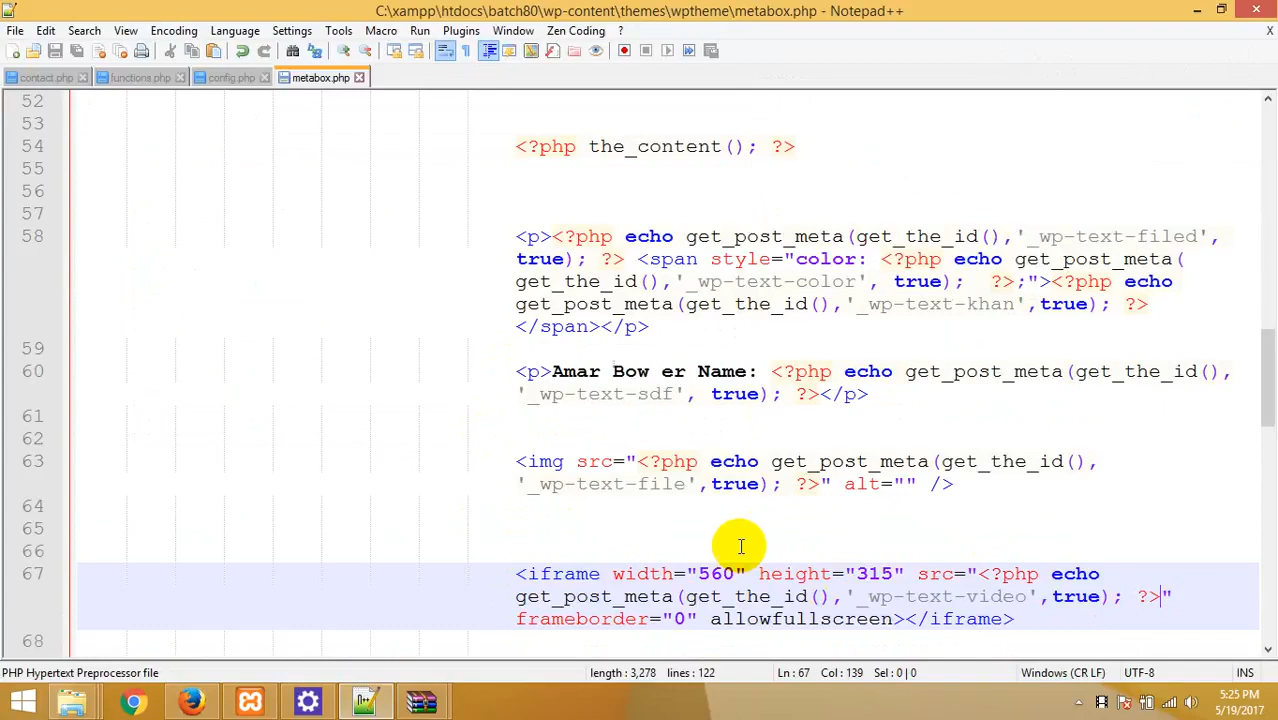 C:\xampp\htdocs\batch80\wp-content\themes\wptheme\metabox.php - Notepad++
File Edit Search View Encoding Language Settings Tools Macro Run Plugins Window Zen Coding ? X
contact.php functions.php config.php metabox.php
52
53
54 <?php the_content(); ?>
55
56
57
58 <p><?php echo get_post_meta(get_the_id(),'_wp-text-filed',
true); ?> <span style="color: <?php echo get_post_meta(
get_the_id(),'_wp-text-color', true);  ?>;"><?php echo
get_post_meta(get_the_id(),'_wp-text-khan',true); ?>
</span></p>
59
60 <p>Amar Bow er Name: <?php echo get_post_meta(get_the_id(),
'_wp-text-sdf', true); ?></p>
61
62
63 <img src="<?php echo get_post_meta(get_the_id(),
'_wp-text-file',true); ?>" alt="" />
64
65
66
67 <iframe width="560" height="315" src="<?php echo
get_post_meta(get_the_id(),'_wp-text-video',true); ?>"
frameborder="0" allowfullscreen></iframe>
68
PHP Hypertext Preprocessor file length : 3,278 lines : 122 Ln : 67 Col : 139 Sel : 0 | 0 Windows (CR LF) UTF-8 INS
5:25 PM
5/19/2017